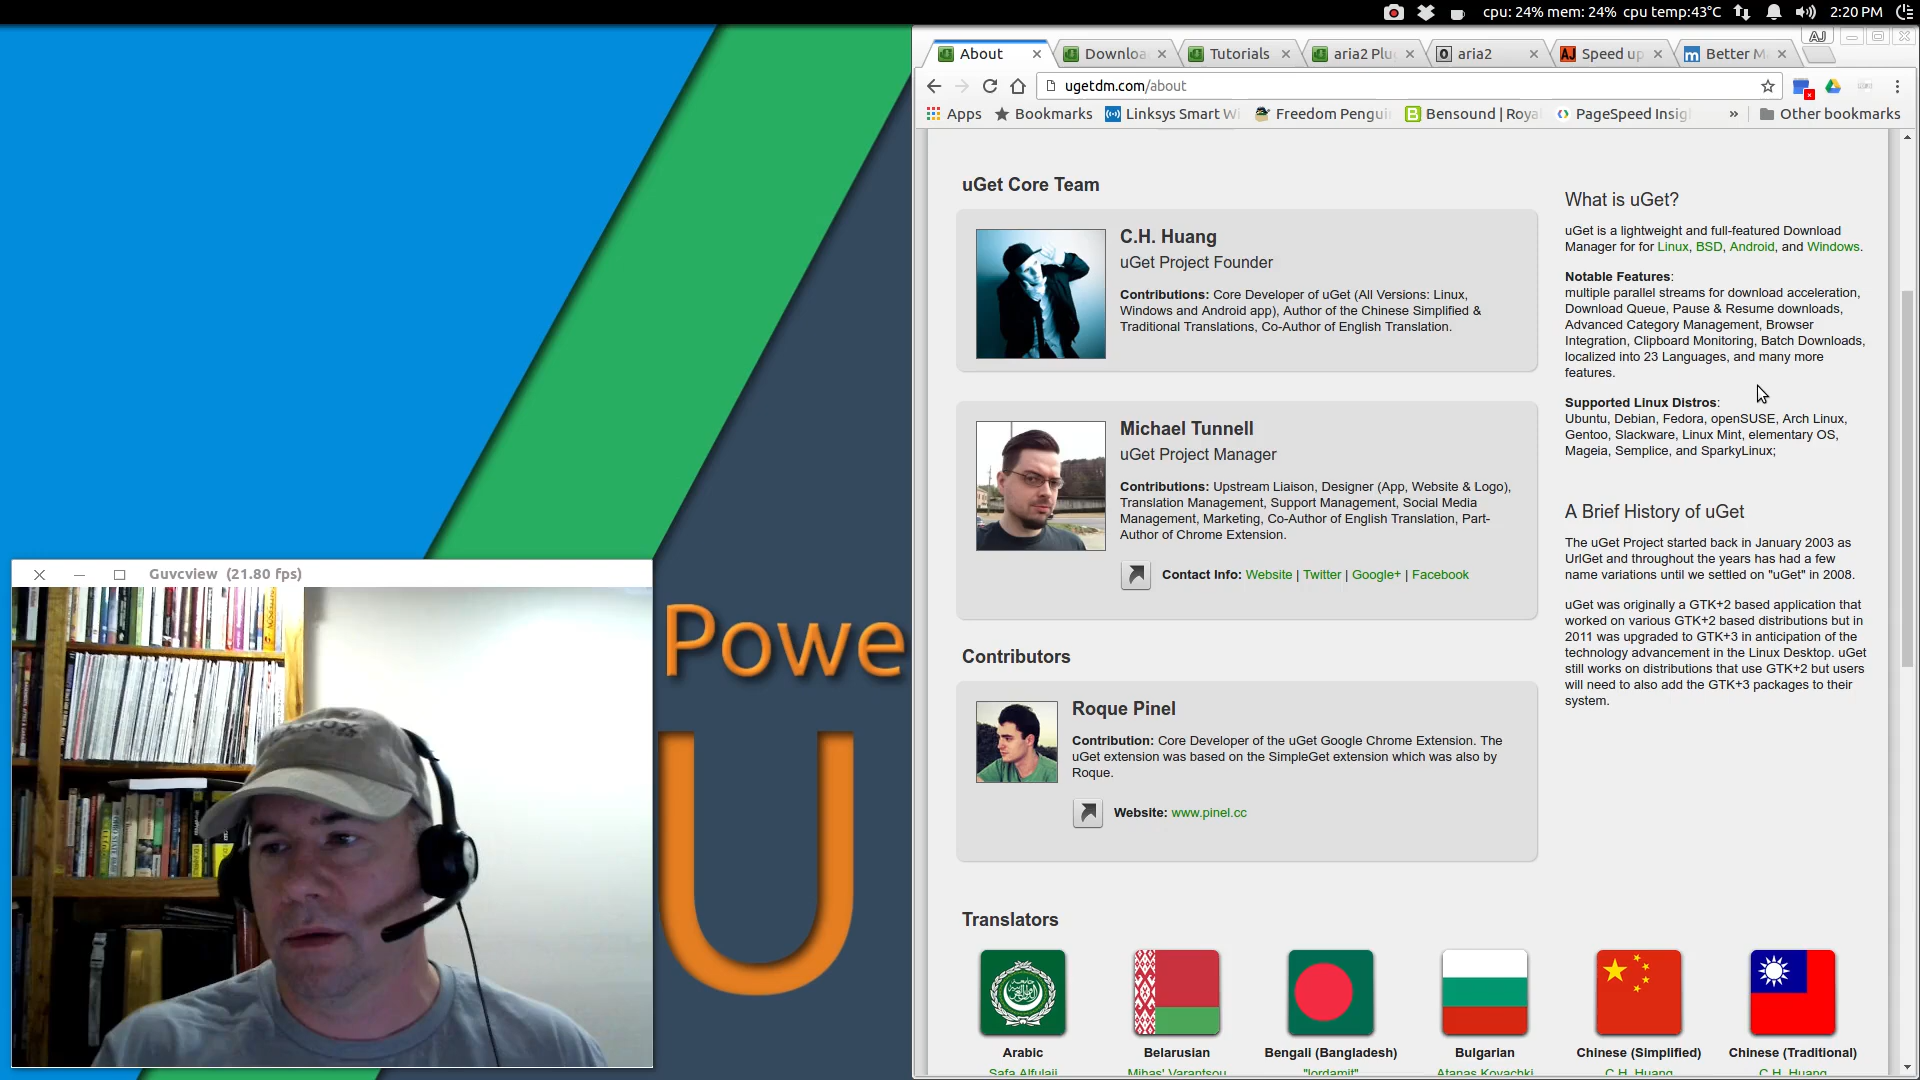 cpu: 24% mem: 24% cpu temp:43°C
2:20 PM
AJ
About
Downloa
Tutorials
aria2 Plug
aria2
AJ Speed up
Better M
ugetdm.com/about
Apps
Bookmarks
Linksys Smart Wi
Freedom Pengui
Bensound | Roya
PageSpeed Insig
»
Other bookmarks
uGet Core Team
C.H. Huang
uGet Project Founder
Contributions: Core Developer of uGet (All Versions: Linux,
Windows and Android app), Author of the Chinese Simplified &
Traditional Translations, Co-Author of English Translation.
Michael Tunnell
uGet Project Manager
Contributions: Upstream Liaison, Designer (App, Website & Logo),
Translation Management, Support Management, Social Media
Management, Marketing, Co-Author of English Translation, Part-
Author of Chrome Extension.
Contact Info: Website | Twitter | Google+ | Facebook
Contributors
Roque Pinel
Contribution: Core Developer of the uGet Google Chrome Extension. The
uGet extension was based on the SimpleGet extension which was also by
Roque.
Website: www.pinel.cc
Translators
Arabic
Belarusian
Bengali (Bangladesh)
Bulgarian
Chinese (Simplified)
Chinese (Traditional)
Safa Alfulaij
Mihas' Varantsou
"lordamit"
Atanas Kovachki
C.H. Huang
C.H. Huang
What is uGet?
uGet is a lightweight and full-featured Download
Manager for for Linux, BSD, Android, and Windows.
Notable Features:
multiple parallel streams for download acceleration,
Download Queue, Pause & Resume downloads,
Advanced Category Management, Browser
Integration, Clipboard Monitoring, Batch Downloads,
localized into 23 Languages, and many more
features.
Supported Linux Distros:
Ubuntu, Debian, Fedora, openSUSE, Arch Linux,
Gentoo, Slackware, Linux Mint, elementary OS,
Mageia, Semplice, and SparkyLinux;
A Brief History of uGet
The uGet Project started back in January 2003 as
UrlGet and throughout the years has had a few
name variations until we settled on "uGet" in 2008.
uGet was originally a GTK+2 based application that
worked on various GTK+2 based distributions but in
2011 was upgraded to GTK+3 in anticipation of the
technology advancement in the Linux Desktop. uGet
still works on distributions that use GTK+2 but users
will need to also add the GTK+3 packages to their
system.
Guvcview (21.80 fps)
Powe
U